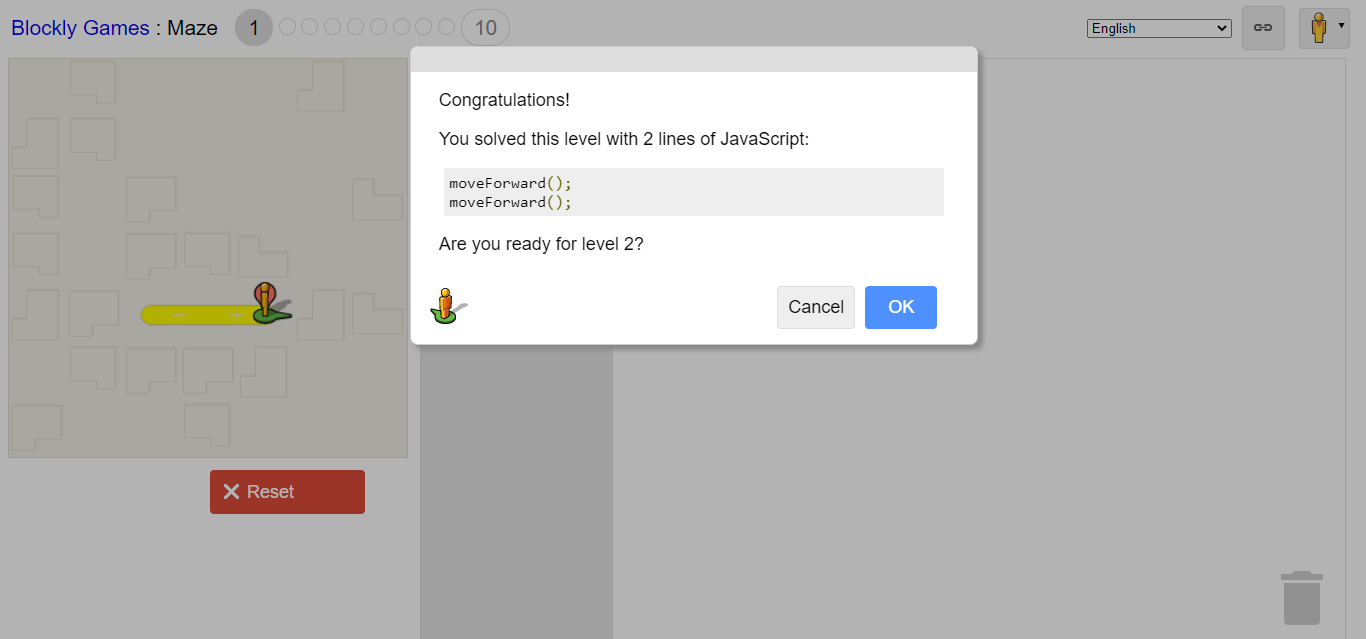 Blockly Games : Maze 1 10 English
Congratulations!
You solved this level with 2 lines of JavaScript:
moveForward();
moveForward();
Are you ready for level 2?
Cancel OK
Reset